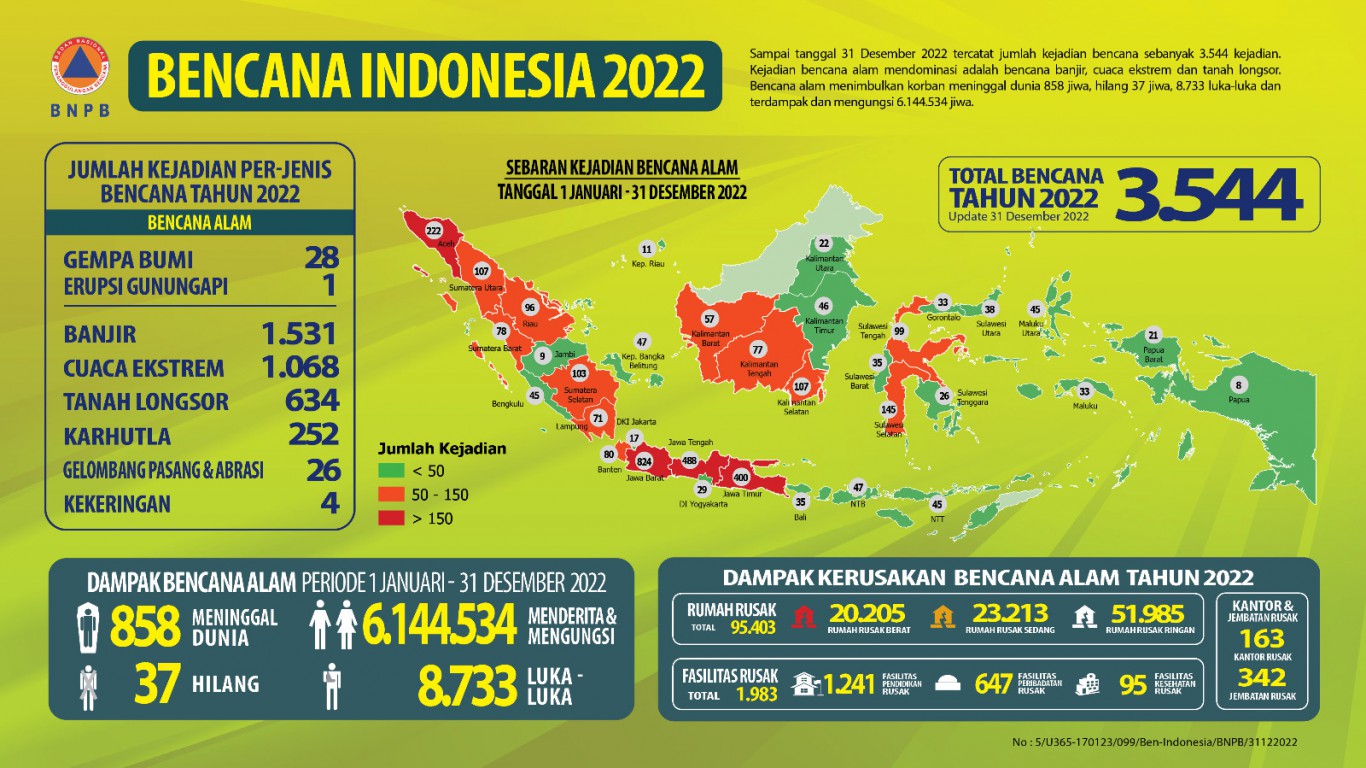 BADAN NASIONAL PENANGGULANGAN BENCANA
BNPB
BENCANA INDONESIA 2022
Sampai tanggal 31 Desember 2022 tercatat jumlah kejadian bencana sebanyak 3.544 kejadian.
Kejadian bencana alam mendominasi adalah bencana banjir, cuaca ekstrem dan tanah longsor.
Bencana alam menimbulkan korban meninggal dunia 858 jiwa, hilang 37 jiwa, 8.733 luka-luka dan
terdampak dan mengungsi 6.144.534 jiwa.
JUMLAH KEJADIAN PER-JENIS
BENCANA TAHUN 2022
BENCANA ALAM
GEMPA BUMI 28
ERUPSI GUNUNGAPI 1
BANJIR 1.531
CUACA EKSTREM 1.068
TANAH LONGSOR 634
KARHUTLA 252
GELOMBANG PASANG & ABRASI 26
KEKERINGAN 4
SEBARAN KEJADIAN BENCANA ALAM
TANGGAL 1 JANUARI - 31 DESEMBER 2022
TOTAL BENCANA
TAHUN 2022
Update 31 Desember 2022
3.544
222
Aceh
107
Sumatera Utara
96
Riau
78
Sumatera Barat
9
Jambi
45
Bengkulu
103
Sumatera
Selatan
71
Lampung
11
Kep. Riau
47
Kep. Bangka
Belitung
DKI Jakarta
17
80
Banten
824
Jawa Barat
Jawa Tengah
488
29
DI Yogyakarta
400
Jawa Timur
35
Bali
47
NTB
45
NTT
22
Kalimantan
Utara
46
Kalimantan
Timur
57
Kalimantan
Barat
77
Kalimantan
Tengah
107
Kalimantan
Selatan
33
Gorontalo
38
Sulawesi
Utara
Sulawesi
Tengah
99
35
Sulawesi
Barat
145
Sulawesi
Selatan
26
Sulawesi
Tenggara
45
Maluku
Utara
33
Maluku
21
Papua
Barat
8
Papua
Jumlah Kejadian
< 50
50 - 150
> 150
DAMPAK BENCANA ALAM PERIODE 1 JANUARI - 31 DESEMBER 2022
858 MENINGGAL
DUNIA
6.144.534 MENDERITA &
MENGUNGSI
37 HILANG
8.733 LUKA -
LUKA
DAMPAK KERUSAKAN BENCANA ALAM TAHUN 2022
RUMAH RUSAK
TOTAL 95.403
20.205
RUMAH RUSAK BERAT
23.213
RUMAH RUSAK SEDANG
51.985
RUMAH RUSAK RINGAN
FASILITAS RUSAK
TOTAL 1.983
1.241 FASILITAS
PENDIDIKAN
RUSAK
647 FASILITAS
PERIBADATAN
RUSAK
95 FASILITAS
KESEHATAN
RUSAK
KANTOR &
JEMBATAN RUSAK
163
KANTOR RUSAK
342
JEMBATAN RUSAK
No : 5/U365-170123/099/Ben-Indonesia/BNPB/31122022